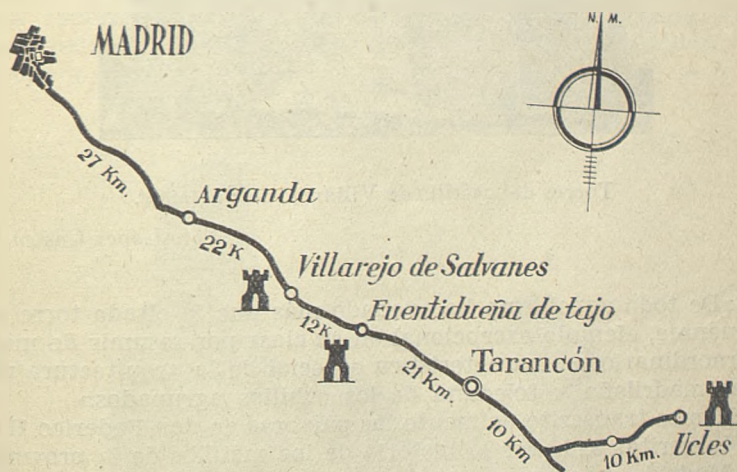 N. M.
MADRID
27 Km.
Arganda
22 K
Villarejo de Salvanes
12K
Fuentidueña de tajo
21 Km.
Tarancón
10 Km
10 Km.
Ucles